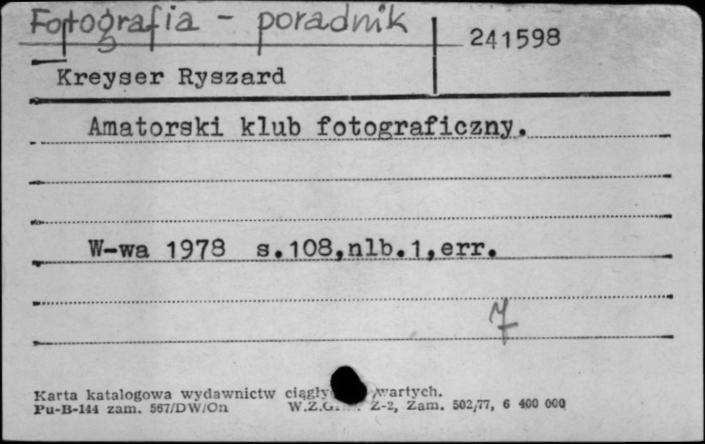 Fotografia - poradnik
241598
Kreyser Ryszard
Amatorski klub fotograficzny.
W-wa 1978 s.108,nlb.1,err.
7
Karta katalogowa wydawnictw
Pu-B-144 zam. 567/DW/On Z-2, Zam. 502/77, 6 400 000